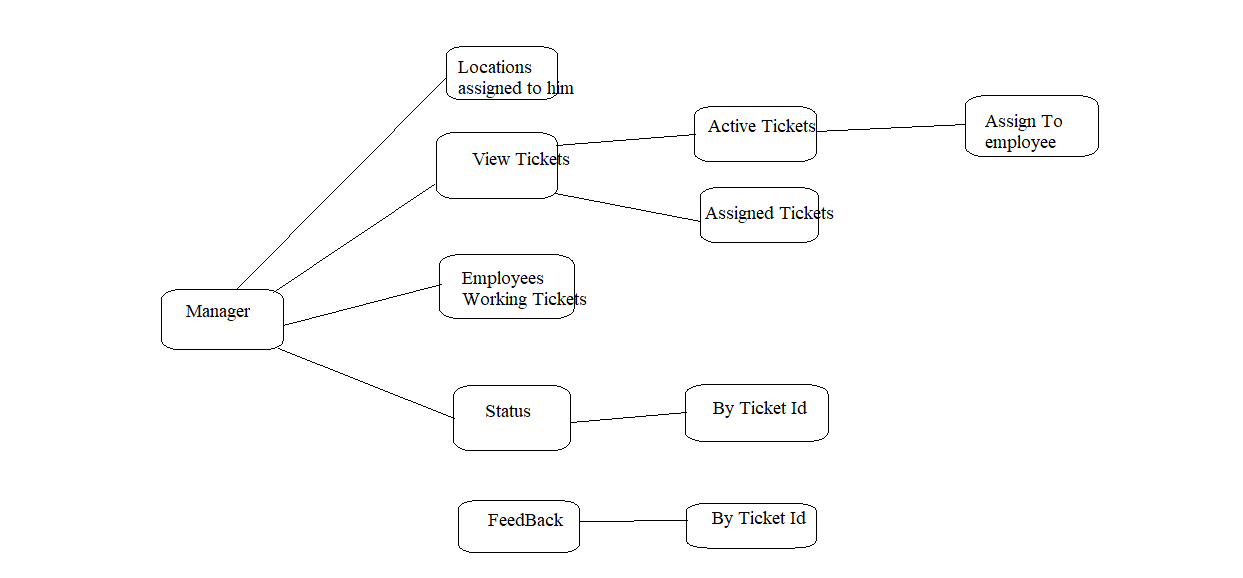 Locations
assigned to him
View Tickets
Active Tickets
Assign To
employee
Assigned Tickets
Employees
Working Tickets
Manager
Status
By Ticket Id
FeedBack
By Ticket Id